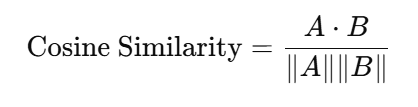 Cosine Similarity = A · B / ‖A‖‖B‖